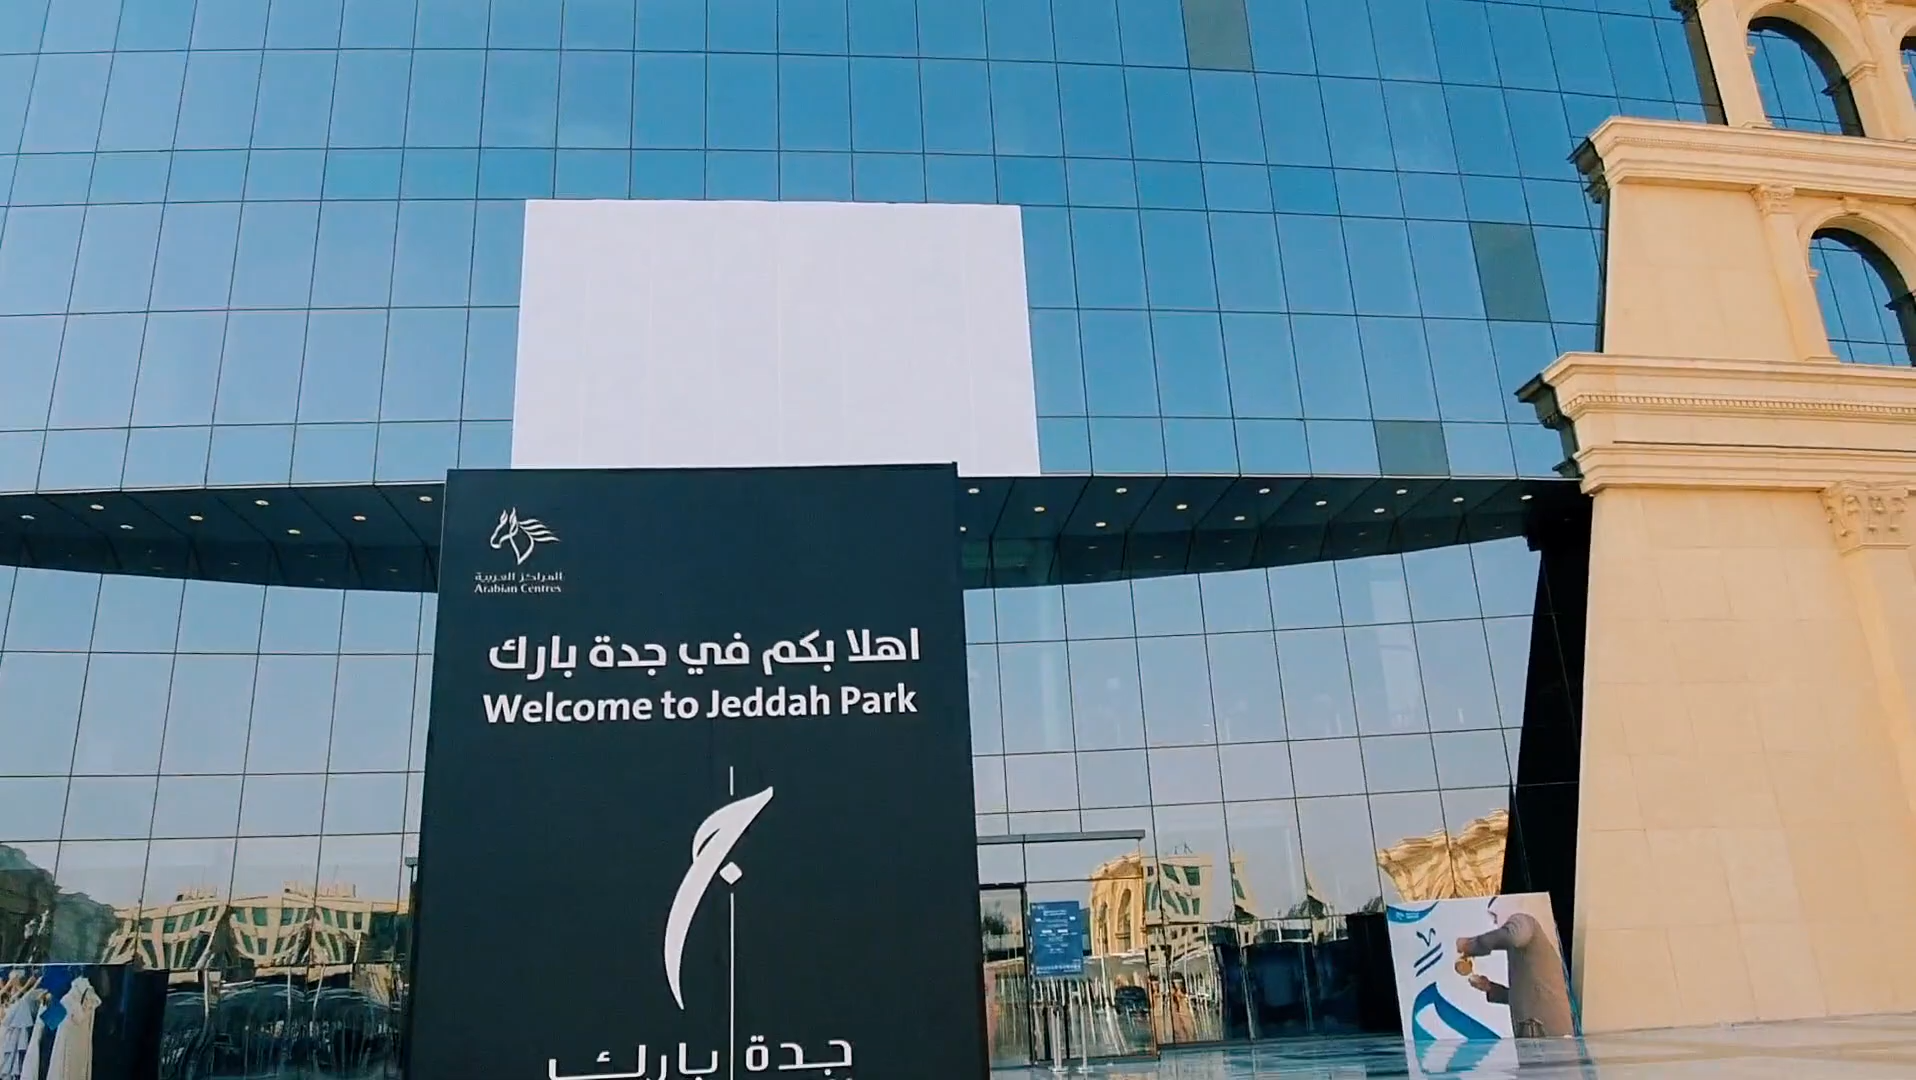 المراكز العربية
Arabian Centres
اهلا بكم في جدة بارك
Welcome to Jeddah Park
جدة بارك